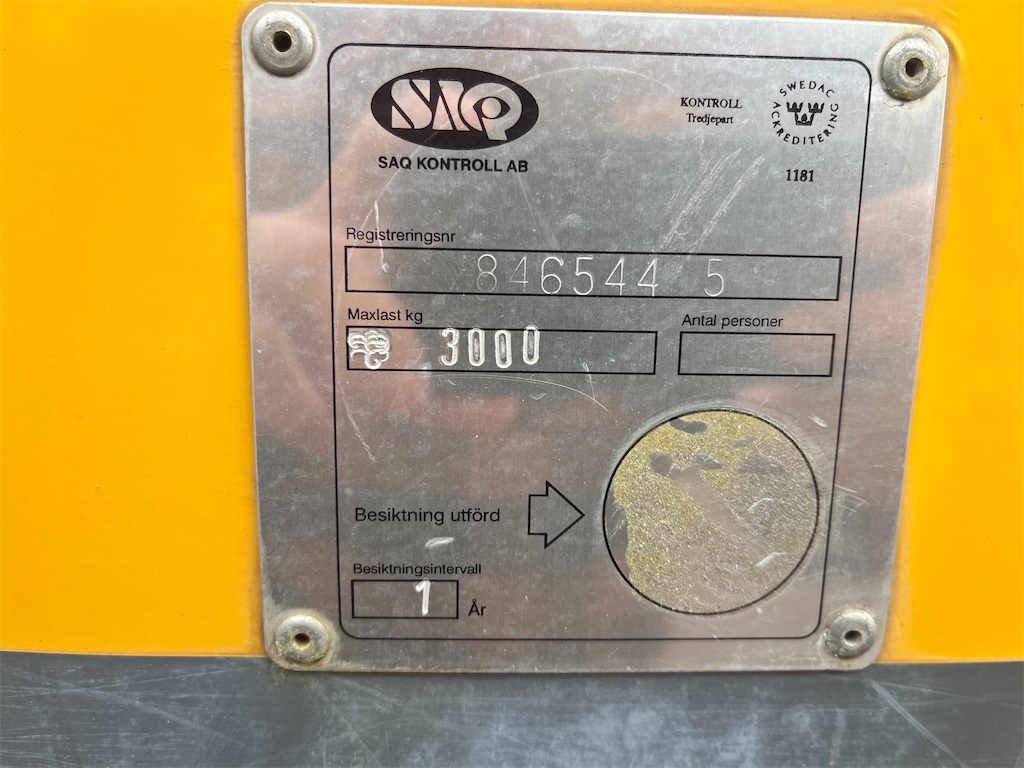 SAQ
SAQ KONTROLL AB
KONTROLL
Tredjepart
SWEDAC
ACKREDITERING
1181
Registreringsnr
846544 5
Maxlast kg
3000
Antal personer
Besiktning utförd
Besiktningsintervall
1 År